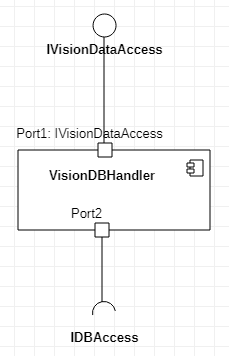 IVisionDataAccess
Port1: IVisionDataAccess
VisionDBHandler
Port2
IDBAccess